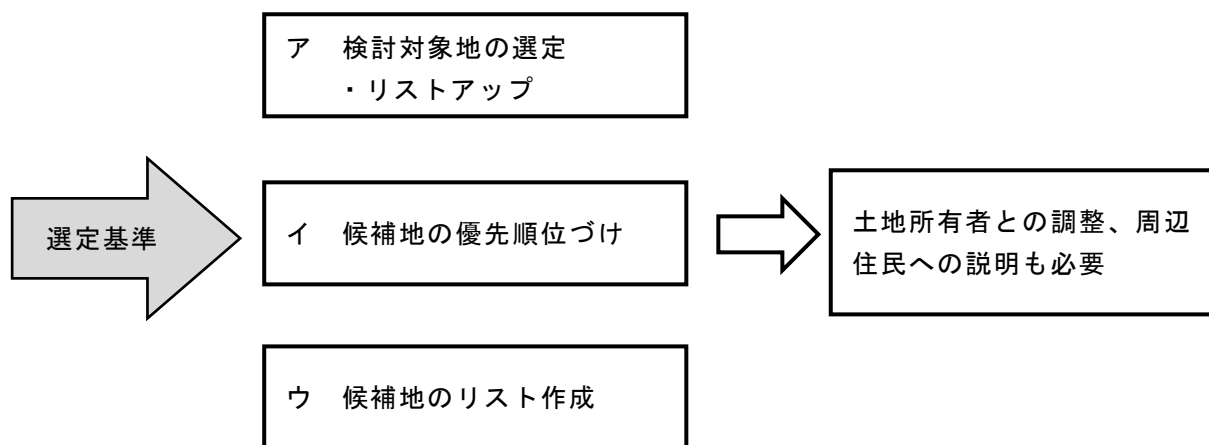 ア 検討対象地の選定
・リストアップ
選定基準
イ 候補地の優先順位づけ
土地所有者との調整、周辺
住民への説明も必要
ウ 候補地のリスト作成